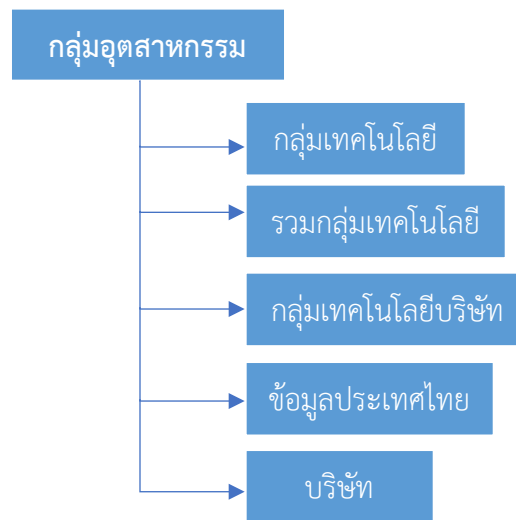 กลุ่มอุตสาหกรรม
กลุ่มเทคโนโลยี
รวมกลุ่มเทคโนโลยี
กลุ่มเทคโนโลยีบริษัท
ข้อมูลประเทศไทย
บริษัท